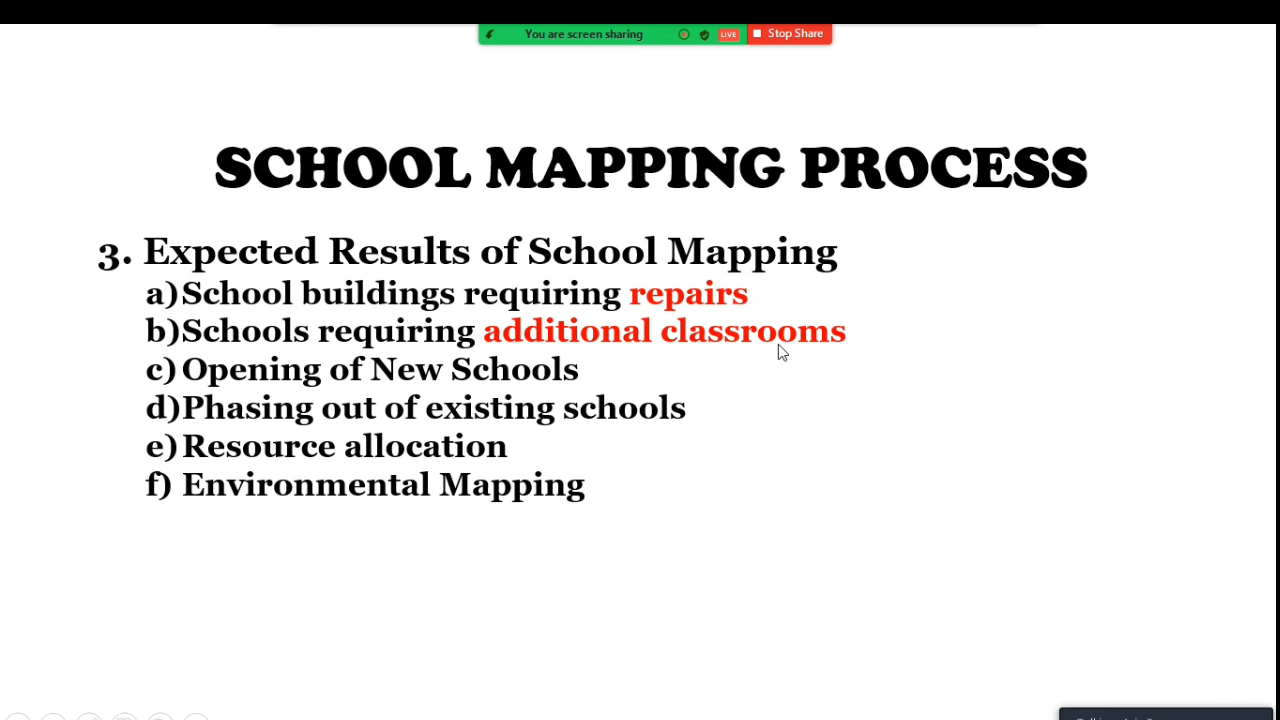 You are screen sharing LIVE Stop Share
SCHOOL MAPPING PROCESS
3. Expected Results of School Mapping
a) School buildings requiring repairs
b) Schools requiring additional classrooms
c) Opening of New Schools
d) Phasing out of existing schools
e) Resource allocation
f) Environmental Mapping